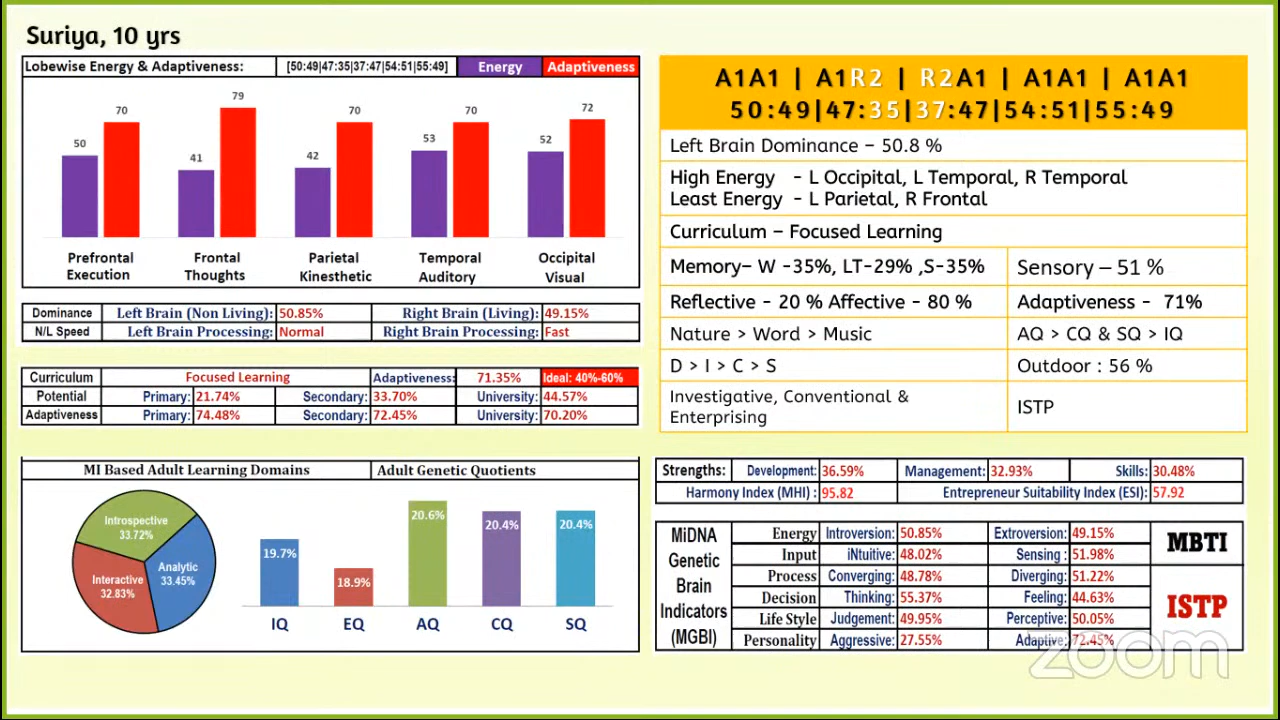 Suriya, 10 yrs
Lobewise Energy & Adaptiveness: [50:49|47:35|37:47|54:51|55:49] Energy Adaptiveness
50 70 41 79 42 70 53 70 52 72
Prefrontal Frontal Parietal Temporal Occipital
Execution Thoughts Kinesthetic Auditory Visual
Dominance Left Brain (Non Living): 50.85% Right Brain (Living): 49.15%
N/L Speed Left Brain Processing: Normal Right Brain Processing: Fast
Curriculum Focused Learning Adaptiveness: 71.35% Ideal: 40%-60%
Potential Primary: 21.74% Secondary: 33.70% University: 44.57%
Adaptiveness Primary: 74.48% Secondary: 72.45% University: 70.20%
MI Based Adult Learning Domains Adult Genetic Quotients
Introspective
33.72%
Analytic
33.45%
Interactive
32.83%
19.7% 18.9% 20.6% 20.4% 20.4%
IQ EQ AQ CQ SQ
A1A1 | A1R2 | R2A1 | A1A1 | A1A1
50:49|47:35|37:47|54:51|55:49
Left Brain Dominance – 50.8 %
High Energy - L Occipital, L Temporal, R Temporal
Least Energy - L Parietal, R Frontal
Curriculum – Focused Learning
Memory– W -35%, LT-29% ,S-35% Sensory – 51 %
Reflective - 20 % Affective - 80 % Adaptiveness - 71%
Nature > Word > Music AQ > CQ & SQ > IQ
D > I > C > S Outdoor : 56 %
Investigative, Conventional &
Enterprising ISTP
Strengths: Development: 36.59% Management: 32.93% Skills: 30.48%
Harmony Index (MHI) : 95.82 Entrepreneur Suitability Index (ESI): 57.92
MiDNA
Genetic
Brain
Indicators
(MGBI)
Energy Introversion: 50.85% Extroversion: 49.15%
Input iNtuitive: 48.02% Sensing : 51.98%
Process Converging: 48.78% Diverging: 51.22%
Decision Thinking: 55.37% Feeling: 44.63%
Life Style Judgement: 49.95% Perceptive: 50.05%
Personality Aggressive: 27.55% Adaptive: 72.45%
MBTI
ISTP
zoom